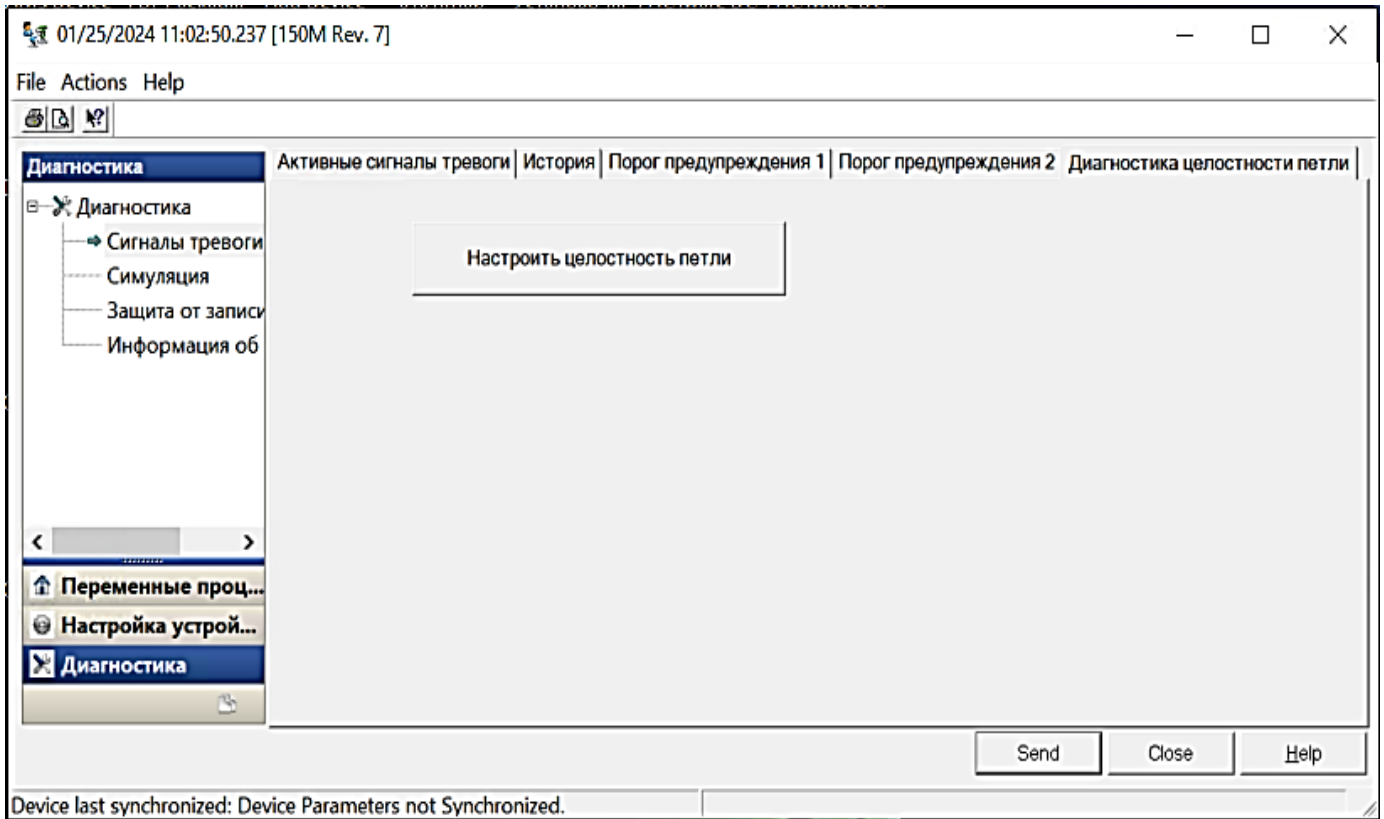 01/25/2024 11:02:50.237 [150M Rev. 7]
File Actions Help
Диагностика
Активные сигналы тревоги История Порог предупреждения 1 Порог предупреждения 2 Диагностика целостности петли
Диагностика
Сигналы тревоги
Симуляция
Защита от записи
Информация об
Настроить целостность петли
Переменные проц...
Настройка устрой...
Диагностика
Send Close Help
Device last synchronized: Device Parameters not Synchronized.